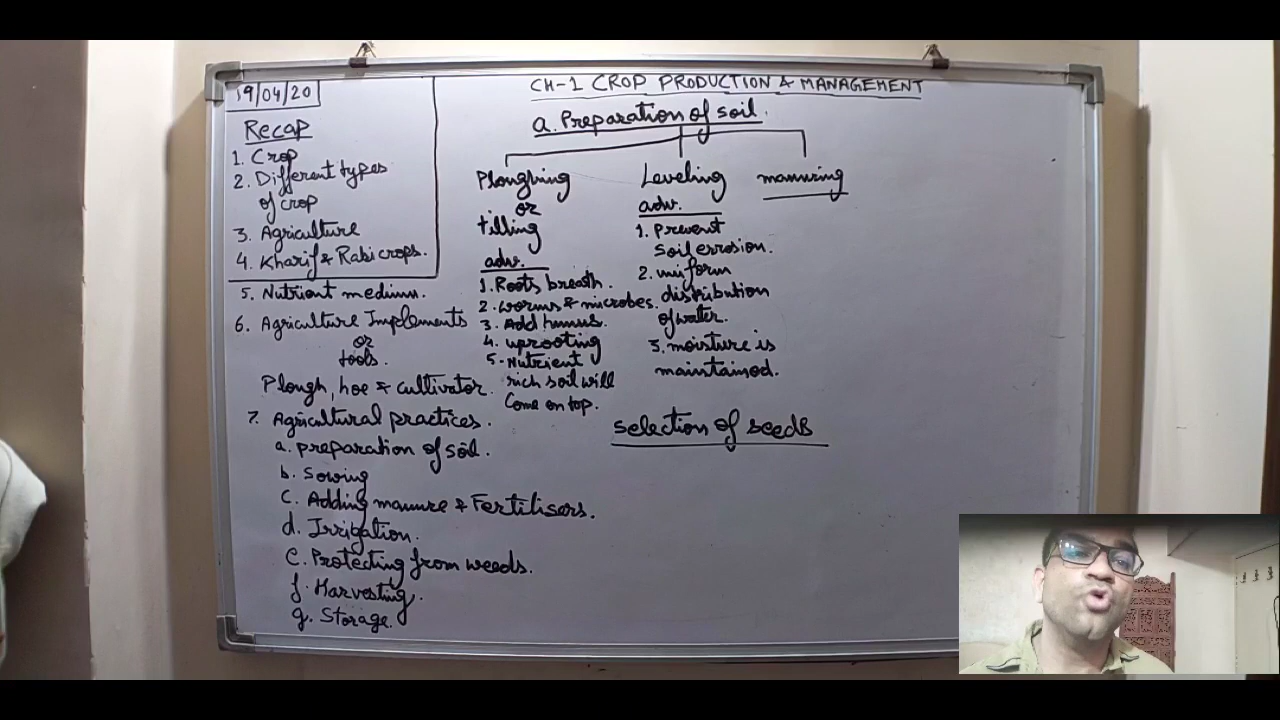 19/04/20
CH-1 CROP PRODUCTION & MANAGEMENT
Recap
1. Crop
2. Different types
of crop
3. Agriculture
4. Kharif & Rabi crops.
5. Nutrient medium.
6. Agriculture Implements
or
tools.
Plough, hoe & cultivator.
7. Agricultural practices.
a. preparation of soil.
b. Sowing
c. Adding manure & Fertilisers.
d. Irrigation.
e. Protecting from weeds.
f. Harvesting.
g. Storage.
a. Preparation of soil.
Ploughing
or
tilling
adv.
1. Roots breath.
2. worms & microbes.
3. Add humus.
4. uprooting
5. Nutrient
rich soil will
come on top.
Leveling
adv.
1. Prevent
soil errosion.
2. uniform
distribution
of water.
3. moisture is
maintained.
manuring
selection of seeds